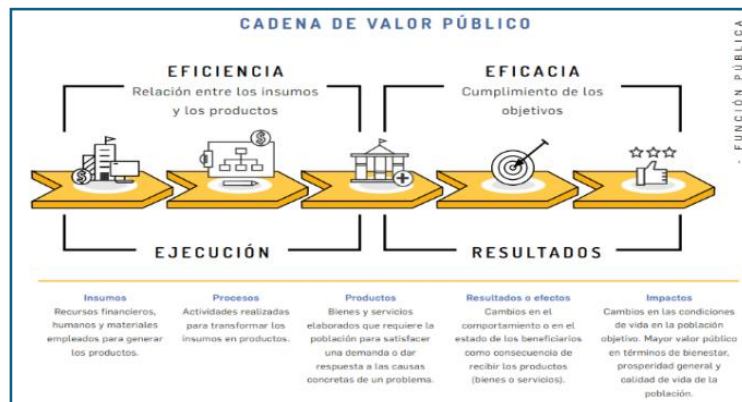 CADENA DE VALOR PÚBLICO
· FUNCIÓN PÚBLICA
EFICIENCIA
Relación entre los insumos
y los productos
EFICACIA
Cumplimiento de los
objetivos
$
$
EJECUCIÓN
RESULTADOS
Insumos
Recursos financieros,
humanos y materiales
empleados para generar
los productos.
Procesos
Actividades realizadas
para transformar los
insumos en productos.
Productos
Bienes y servicios
elaborados que requiere la
población para satisfacer
una demanda o dar
respuesta a las causas
concretas de un problema.
Resultados o efectos
Cambios en el
comportamiento o en el
estado de los beneficiarios
como consecuencia de
recibir los productos
(bienes o servicios).
Impactos
Cambios en las condiciones
de vida en la población
objetivo. Mayor valor público
en términos de bienestar,
prosperidad general y
calidad de vida de la
población.